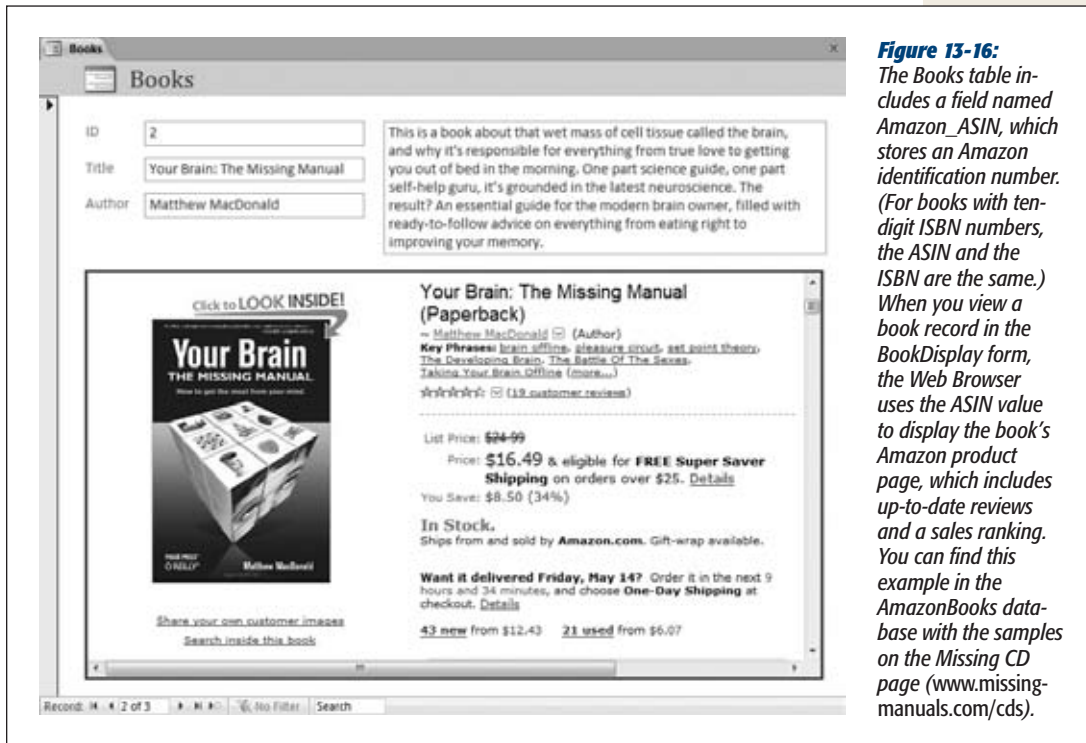 Books
Books
ID
2
Title
Your Brain: The Missing Manual
Author
Matthew MacDonald
This is a book about that wet mass of cell tissue called the brain,
and why it's responsible for everything from true love to getting
you out of bed in the morning. One part science guide, one part
self-help guru, it's grounded in the latest neuroscience. The
result? An essential guide for the modern brain owner, filled with
ready-to-follow advice on everything from eating right to
improving your memory.
Click to LOOK INSIDE!
Your Brain
THE MISSING MANUAL
How to get the most from your mind
O'REILLY
Matthew MacDonald
Share your own customer images
Search inside this book
Your Brain: The Missing Manual
(Paperback)
~ Matthew MacDonald (Author)
Key Phrases: brain offline, pleasure circuit, set point theory,
The Developing Brain, The Battle Of The Sexes,
Taking Your Brain Offline (more...)
(19 customer reviews)
List Price: $24.99
Price: $16.49 & eligible for FREE Super Saver
Shipping on orders over $25. Details
You Save: $8.50 (34%)
In Stock.
Ships from and sold by Amazon.com. Gift-wrap available.
Want it delivered Friday, May 14? Order it in the next 9
hours and 34 minutes, and choose One-Day Shipping at
checkout. Details
43 new from $12.43 21 used from $6.07
Record: 2 of 3 No Filter Search
Figure 13-16:
The Books table in-
cludes a field named
Amazon_ASIN, which
stores an Amazon
identification number.
(For books with ten-
digit ISBN numbers,
the ASIN and the
ISBN are the same.)
When you view a
book record in the
BookDisplay form,
the Web Browser
uses the ASIN value
to display the book's
Amazon product
page, which includes
up-to-date reviews
and a sales ranking.
You can find this
example in the
AmazonBooks data-
base with the samples
on the Missing CD
page (www.missing-
manuals.com/cds).